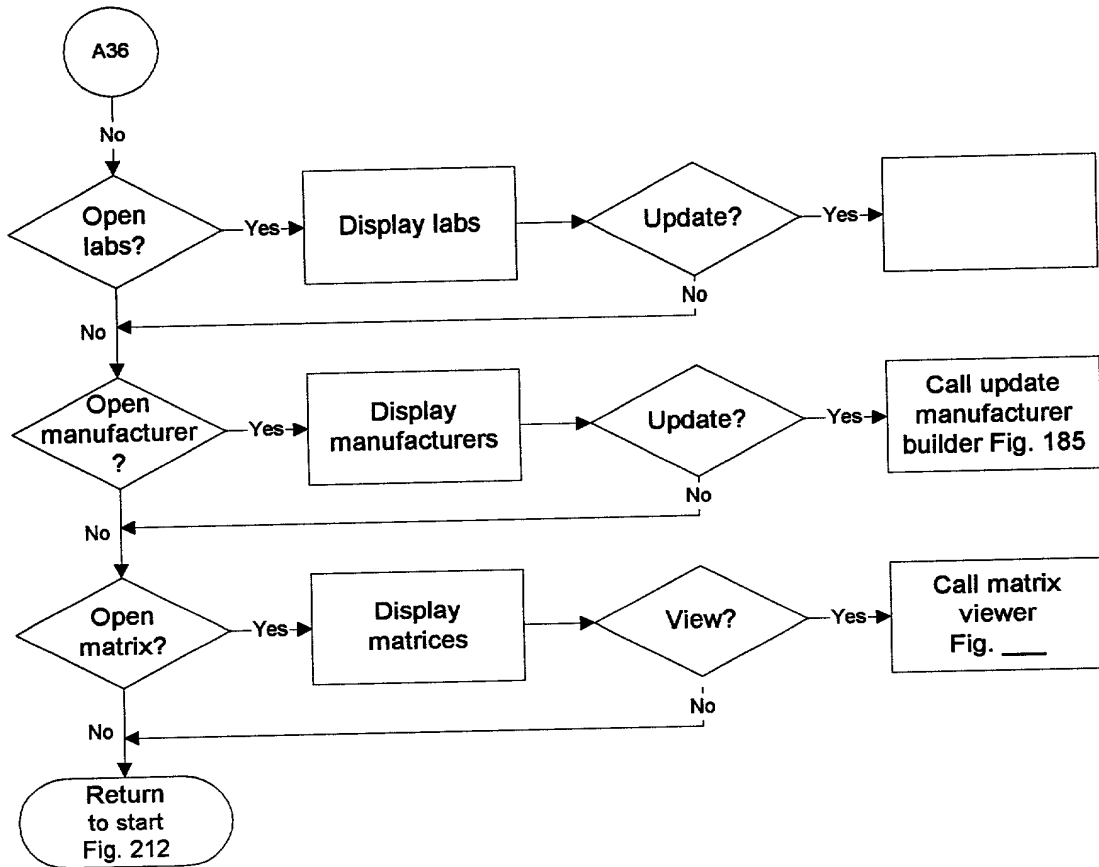 A36
No
Open
labs?
Yes
Display labs
Update?
Yes
No
No
Open
manufacturer
?
Yes
Display
manufacturers
Update?
Yes
Call update
manufacturer
builder Fig. 185
No
No
Open
matrix?
Yes
Display
matrices
View?
Yes
Call matrix
viewer
Fig. ___
No
No
Return
to start
Fig. 212